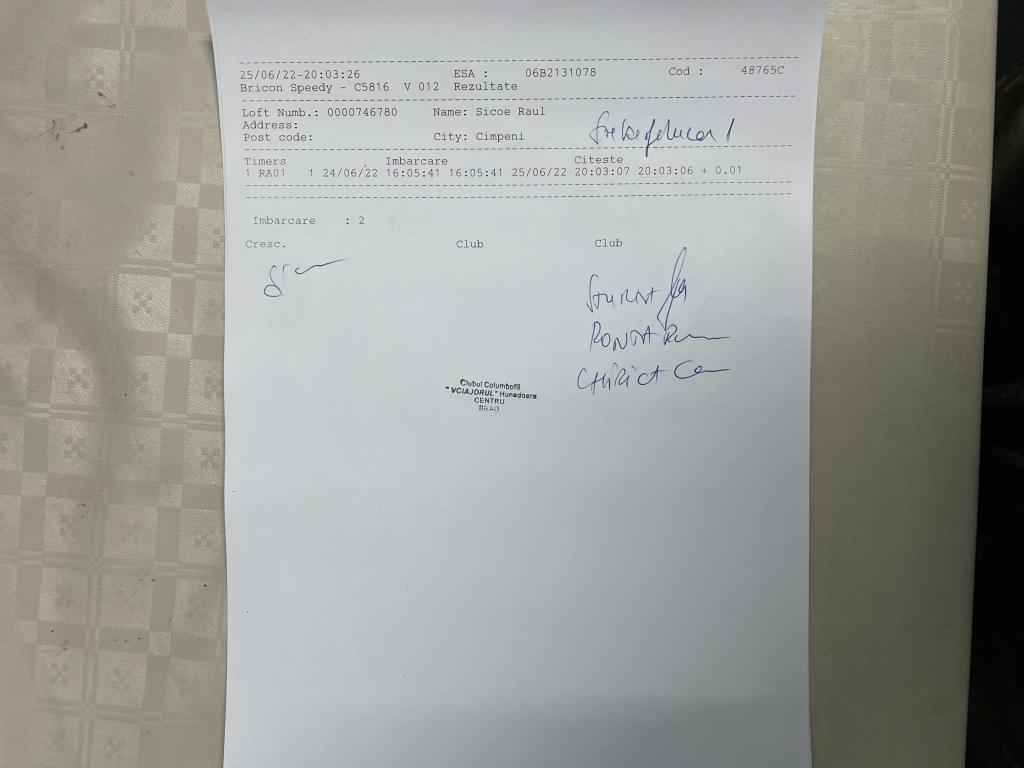 25/06/22-20:03:26 ESA : 06B2131078 Cod : 48765C
Bricon Speedy - C5816 V 012 Rezultate
Loft Numb.: 0000746780 Name: Sicoe Raul
Address:
Post code: City: Cimpeni
Timers Imbarcare Citeste
1 RA01 1 24/06/22 16:05:41 16:05:41 25/06/22 20:03:07 20:03:06 + 0.01
Imbarcare : 2
Cresc. Club Club
Clubul Columbofil
"VCIAJORUL" Hunedoara
CENTRU
BRAD